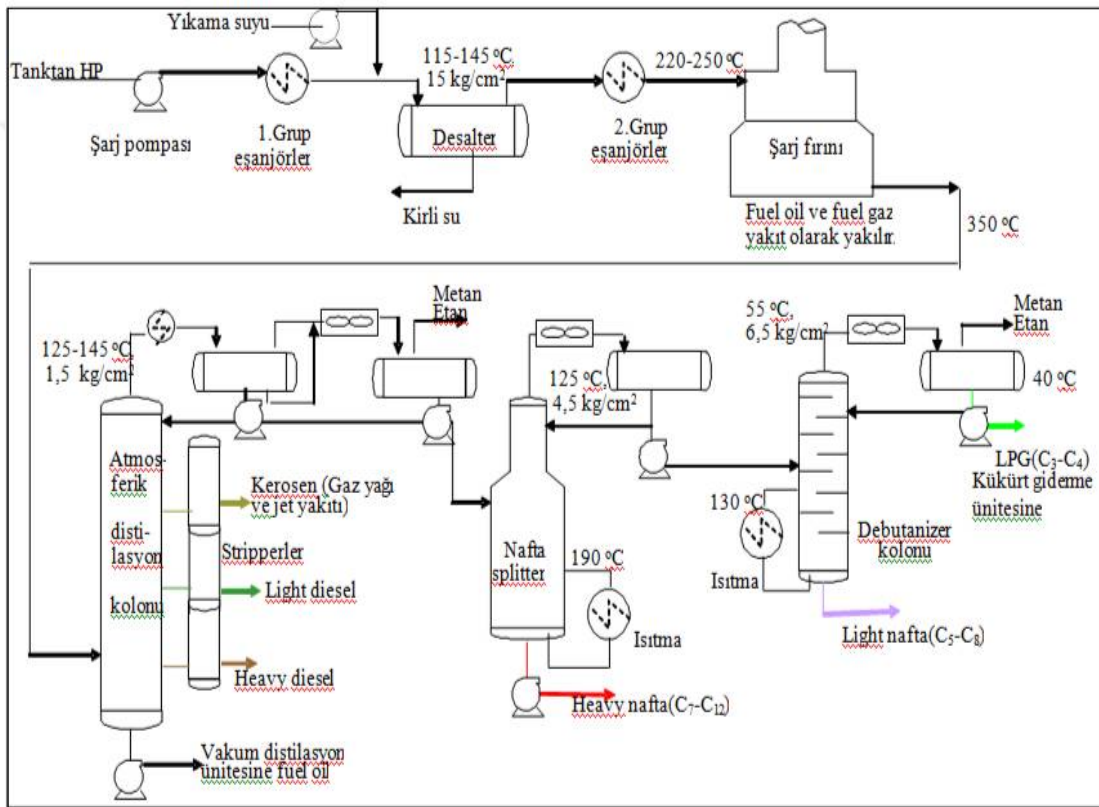 Yıkama suyu
Tanktan HP
Şarj pompası
1.Grup
eşanjörler
115-145 ºC,
15 kg/cm²
Desalter
Kirli su
2.Grup
eşanjörler
220-250 ºC
Şarj fırını
Fuel oil ve fuel gaz
yakıt olarak yakılır.
350 ºC
125-145 ºC,
1,5 kg/cm²
Metan
Etan
Atmos-
ferik
disti-
lasyon
kolonu
Kerosen (Gaz yağı
ve jet yakıtı)
Stripperler
Light diesel
Heavy diesel
Vakum distilasyon
ünitesine fuel oil
125 ºC,
4,5 kg/cm²
Nafta
splitter
190 ºC
Isıtma
Heavy nafta(C₇-C₁₂)
55 ºC,
6,5 kg/cm²
Metan
Etan
40 ºC
LPG(C₃-C₄)
Kükürt giderme
ünitesine
130 ºC
Isıtma
Debutanizer
kolonu
Light nafta(C₅-C₈)